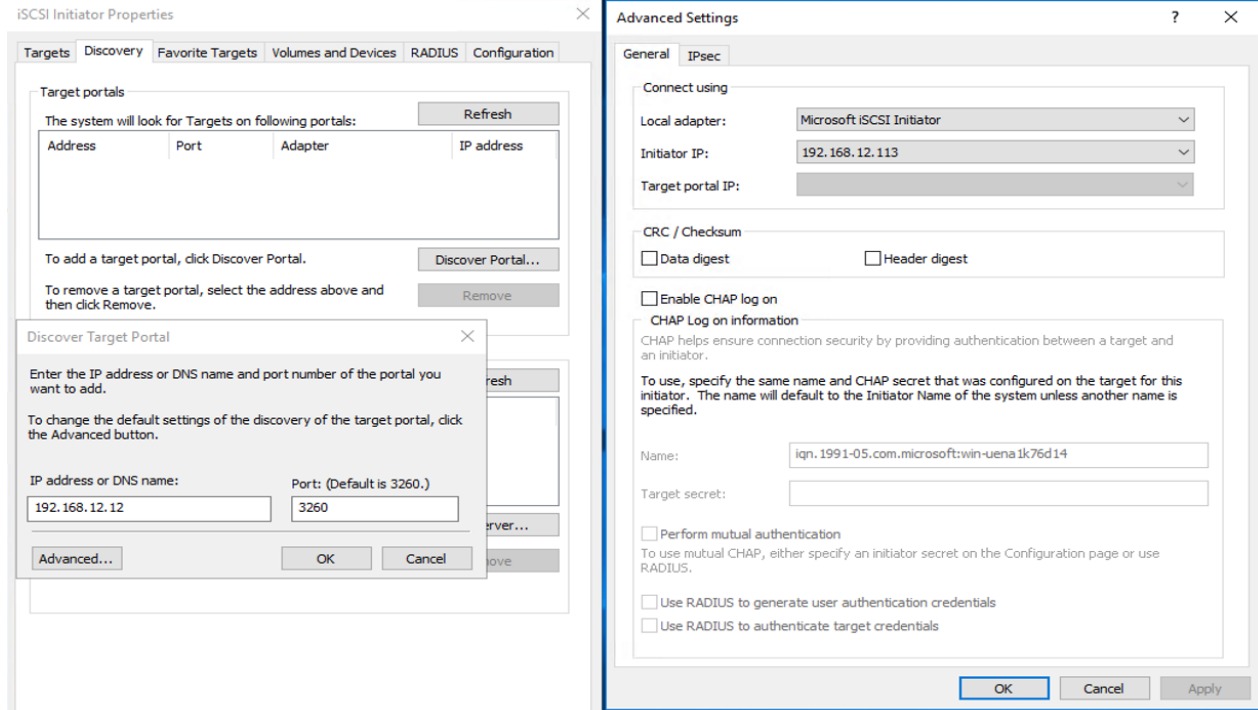 iSCSI Initiator Properties
Targets Discovery Favorite Targets Volumes and Devices RADIUS Configuration
Target portals
The system will look for Targets on following portals:
Refresh
Address Port Adapter IP address
To add a target portal, click Discover Portal.
Discover Portal...
To remove a target portal, select the address above and
then click Remove.
Remove
Discover Target Portal
Enter the IP address or DNS name and port number of the portal you
want to add.
To change the default settings of the discovery of the target portal, click
the Advanced button.
IP address or DNS name:
Port: (Default is 3260.)
192.168.12.12
3260
Advanced... OK Cancel
resh
erver...
ove
Advanced Settings
?
General IPsec
Connect using
Local adapter: Microsoft iSCSI Initiator
Initiator IP: 192.168.12.113
Target portal IP:
CRC / Checksum
Data digest Header digest
Enable CHAP log on
CHAP Log on information
CHAP helps ensure connection security by providing authentication between a target and
an initiator.
To use, specify the same name and CHAP secret that was configured on the target for this
initiator. The name will default to the Initiator Name of the system unless another name is
specified.
Name: iqn.1991-05.com.microsoft:win-uena1k76d14
Target secret:
Perform mutual authentication
To use mutual CHAP, either specify an initiator secret on the Configuration page or use
RADIUS.
Use RADIUS to generate user authentication credentials
Use RADIUS to authenticate target credentials
OK Cancel Apply